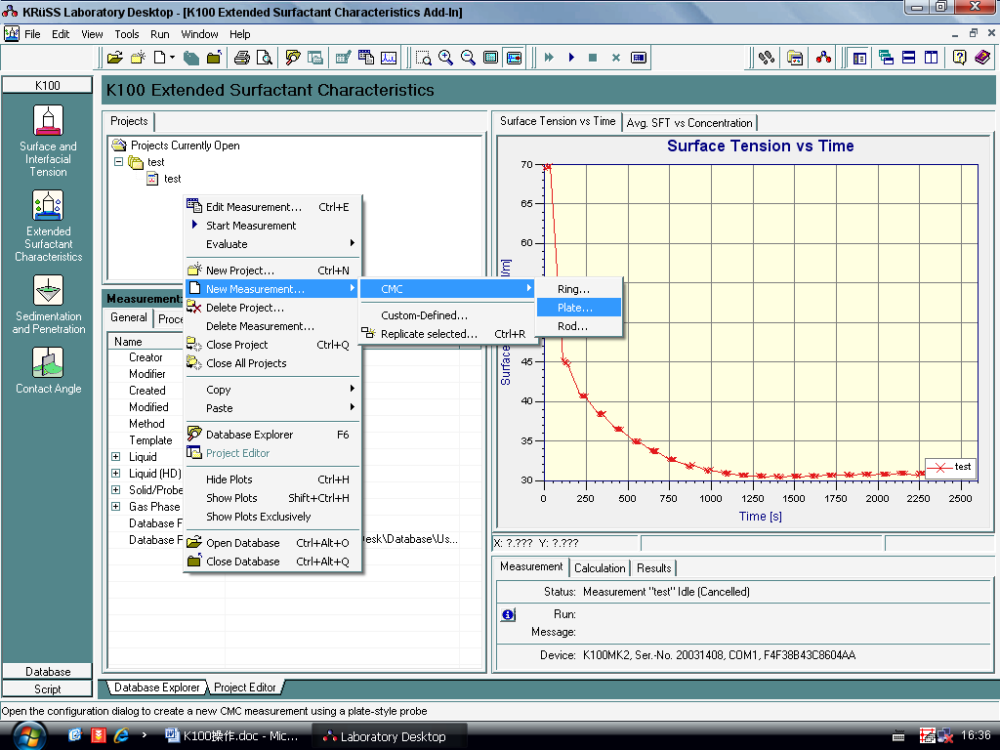 KRüSS Laboratory Desktop - [K100 Extended Surfactant Characteristics Add-In]
File Edit View Tools Run Window Help
K100
K100 Extended Surfactant Characteristics
Surface and
Interfacial
Tension
Extended
Surfactant
Characteristics
Sedimentation
and Penetration
Contact Angle
Database
Script
Projects
Projects Currently Open
test
test
Edit Measurement... Ctrl+E
Start Measurement
Evaluate
New Project... Ctrl+N
New Measurement...
Delete Project...
Delete Measurement...
Close Project Ctrl+Q
Close All Projects
Copy
Paste
Database Explorer F6
Project Editor
Hide Plots Ctrl+H
Show Plots Shift+Ctrl+H
Show Plots Exclusively
Open Database Ctrl+Alt+O
Close Database Ctrl+Alt+Q
CMC
Custom-Defined...
Replicate selected... Ctrl+R
Ring...
Plate...
Rod...
Measurement:
General Proce
Name
Creator
Modifier
Created
Modified
Method
Template
Liquid
Liquid (HD)
Solid/Probe
Gas Phase
Database F
Database F
esk\Database\Us...
Database Explorer Project Editor
Surface Tension vs Time Avg. SFT vs Concentration
Surface Tension vs Time
70
65
60
45
40
35
30
Surface
/m]
0 250 500 750 1000 1250 1500 1750 2000 2250 2500
Time [s]
test
X: ?.??? Y: ?.???
Measurement Calculation Results
Status: Measurement "test" Idle (Cancelled)
Run:
Message:
Device: K100MK2, Ser.-No. 20031408, COM1, F4F38B43C8604AA
Open the configuration dialog to create a new CMC measurement using a plate-style probe
K100操作.doc - Mic... Laboratory Desktop 16:36